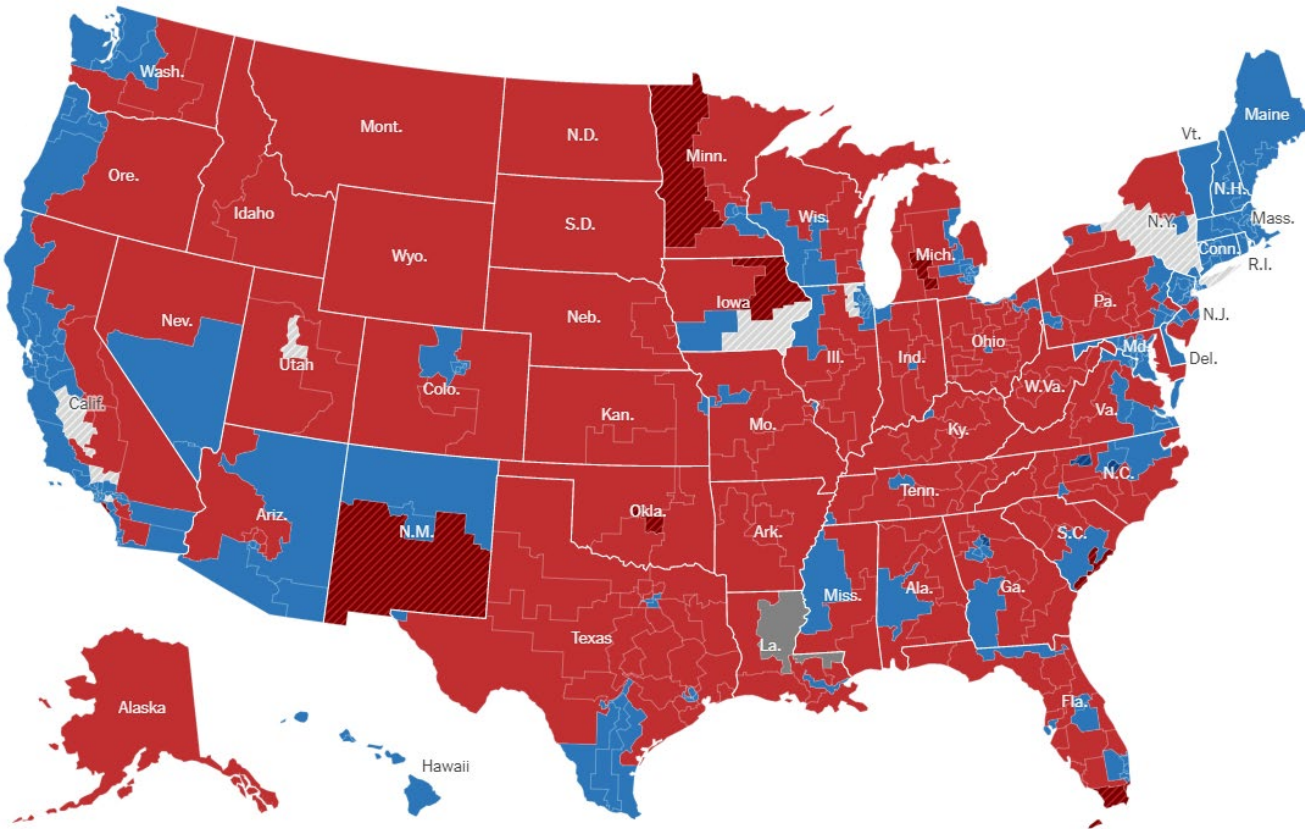 Wash.
Mont.
N.D.
Minn.
Vt.
Maine
Ore.
Idaho
S.D.
Wis.
N.Y.
N.H.
Mass.
Conn.
R.I.
Wyo.
Mich.
Iowa
Pa.
N.J.
Nev.
Neb.
Utah
Colo.
Ill.
Ind.
Ohio
Md.
Del.
Calif.
Kan.
Mo.
W.Va.
Va.
Ky.
Ariz.
N.M.
Okla.
Ark.
Tenn.
N.C.
S.C.
Texas
La.
Miss.
Ala.
Ga.
Fla.
Alaska
Hawaii